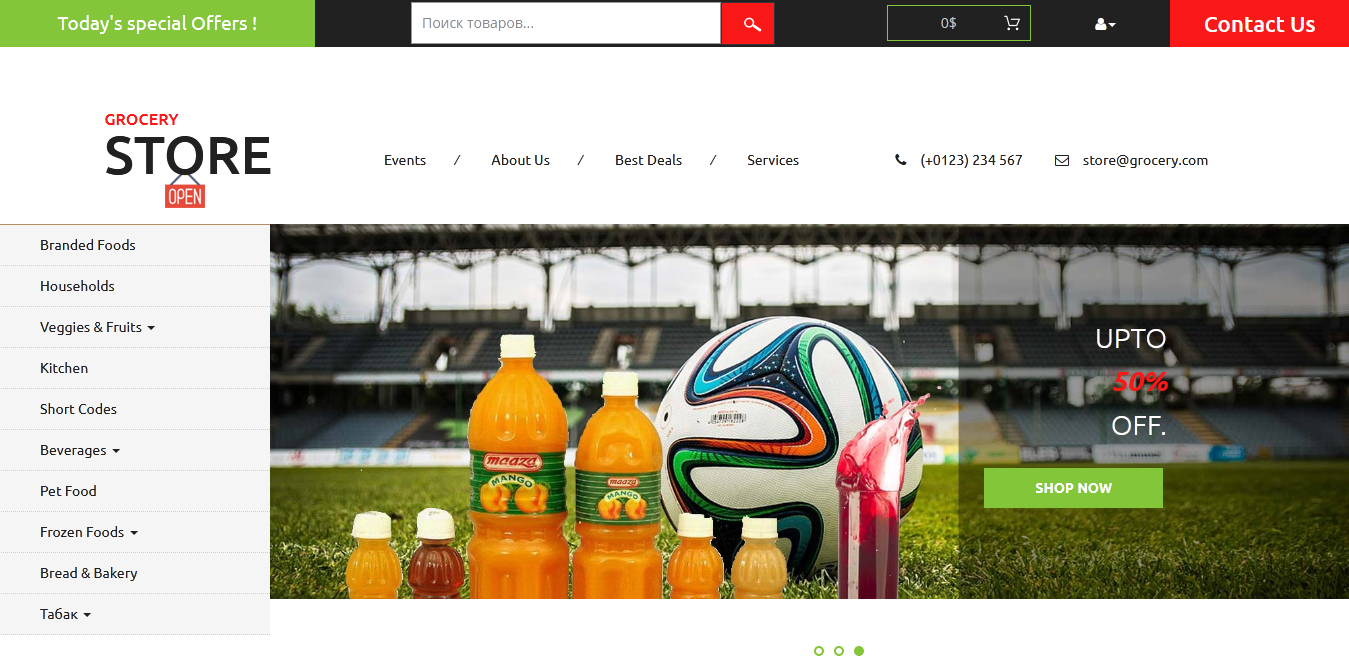 Today's special Offers !
Поиск товаров...
0$
Contact Us
GROCERY
STORE
OPEN
Events / About Us / Best Deals / Services
(+0123) 234 567
store@grocery.com
Branded Foods
Households
Veggies & Fruits
Kitchen
Short Codes
Beverages
Pet Food
Frozen Foods
Bread & Bakery
Табак
maaza
MANGO
maaza
MANGO
UPTO
50%
OFF.
SHOP NOW